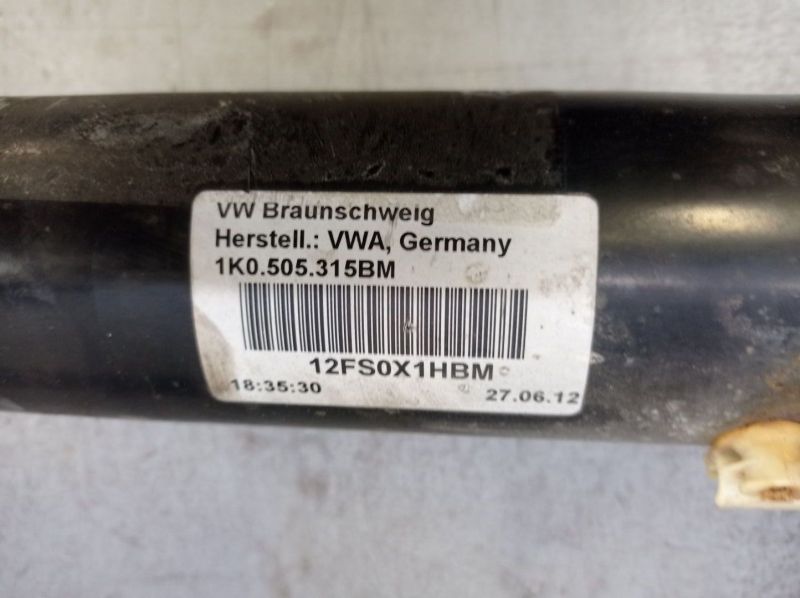 VW Braunschweig
Herstell.: VWA, Germany
1K0.505.315BM
12FS0X1HBM
18:35:30 27.06.12